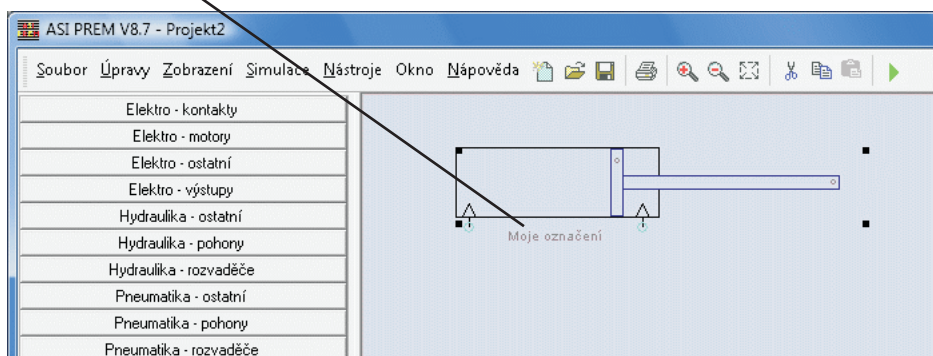 ASI PREM V8.7 - Projekt2
Soubor Úpravy Zobrazení Simulace Nástroje Okno Nápověda
Elektro - kontakty
Elektro - motory
Elektro - ostatní
Elektro - výstupy
Hydraulika - ostatní
Hydraulika - pohony
Hydraulika - rozvaděče
Pneumatika - ostatní
Pneumatika - pohony
Pneumatika - rozvaděče
Moje označení